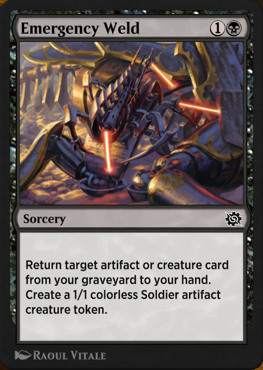 Emergency Weld 1
Sorcery
Return target artifact or creature card
from your graveyard to your hand.
Create a 1/1 colorless Soldier artifact
creature token.
RAOUL VITALE